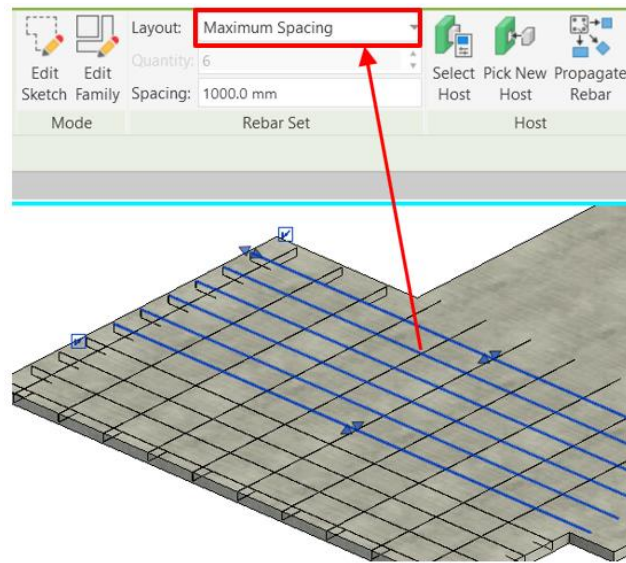 Layout: Maximum Spacing
Quantity: 6
Spacing: 1000.0 mm
Edit Sketch
Edit Family
Select Host
Pick New Host
Propagate Rebar
Mode
Rebar Set
Host